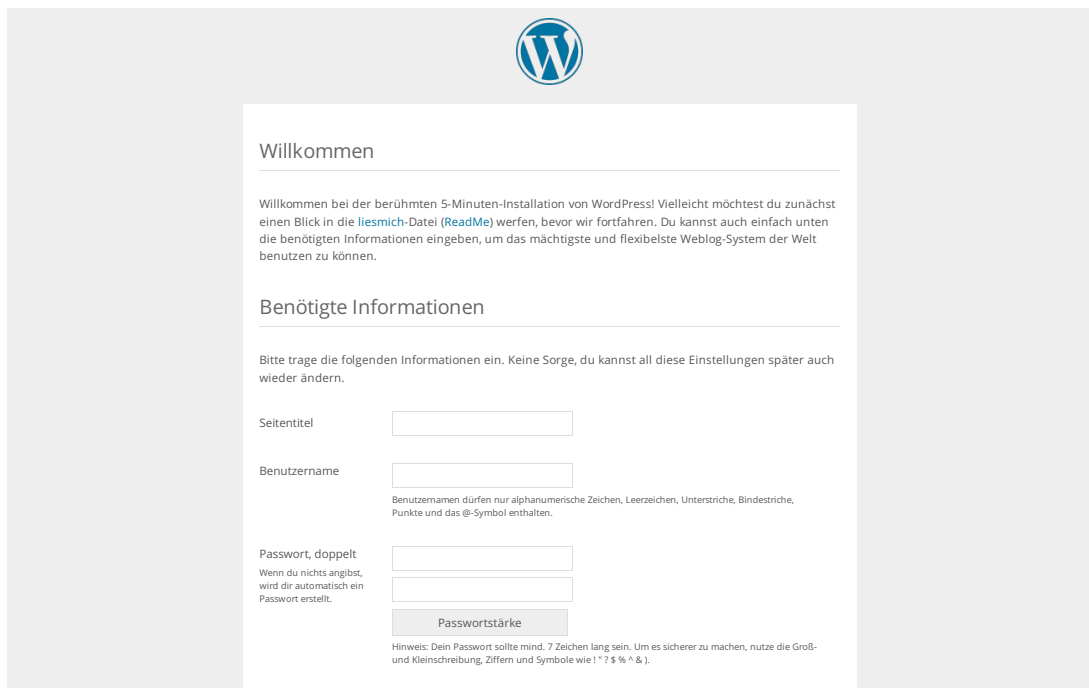 Willkommen
Willkommen bei der berühmten 5-Minuten-Installation von WordPress! Vielleicht möchtest du zunächst
einen Blick in die liesmich-Datei (ReadMe) werfen, bevor wir fortfahren. Du kannst auch einfach unten
die benötigten Informationen eingeben, um das mächtigste und flexibelste Weblog-System der Welt
benutzen zu können.
Benötigte Informationen
Bitte trage die folgenden Informationen ein. Keine Sorge, du kannst all diese Einstellungen später auch
wieder ändern.
Seitentitel
Benutzername
Benutzernamen dürfen nur alphanumerische Zeichen, Leerzeichen, Unterstriche, Bindestriche,
Punkte und das @-Symbol enthalten.
Passwort, doppelt
Wenn du nichts angibst,
wird dir automatisch ein
Passwort erstellt.
Passwortstärke
Hinweis: Dein Passwort sollte mind. 7 Zeichen lang sein. Um es sicherer zu machen, nutze die Groß-
und Kleinschreibung, Ziffern und Symbole wie ! " ? $ % ^ & ).